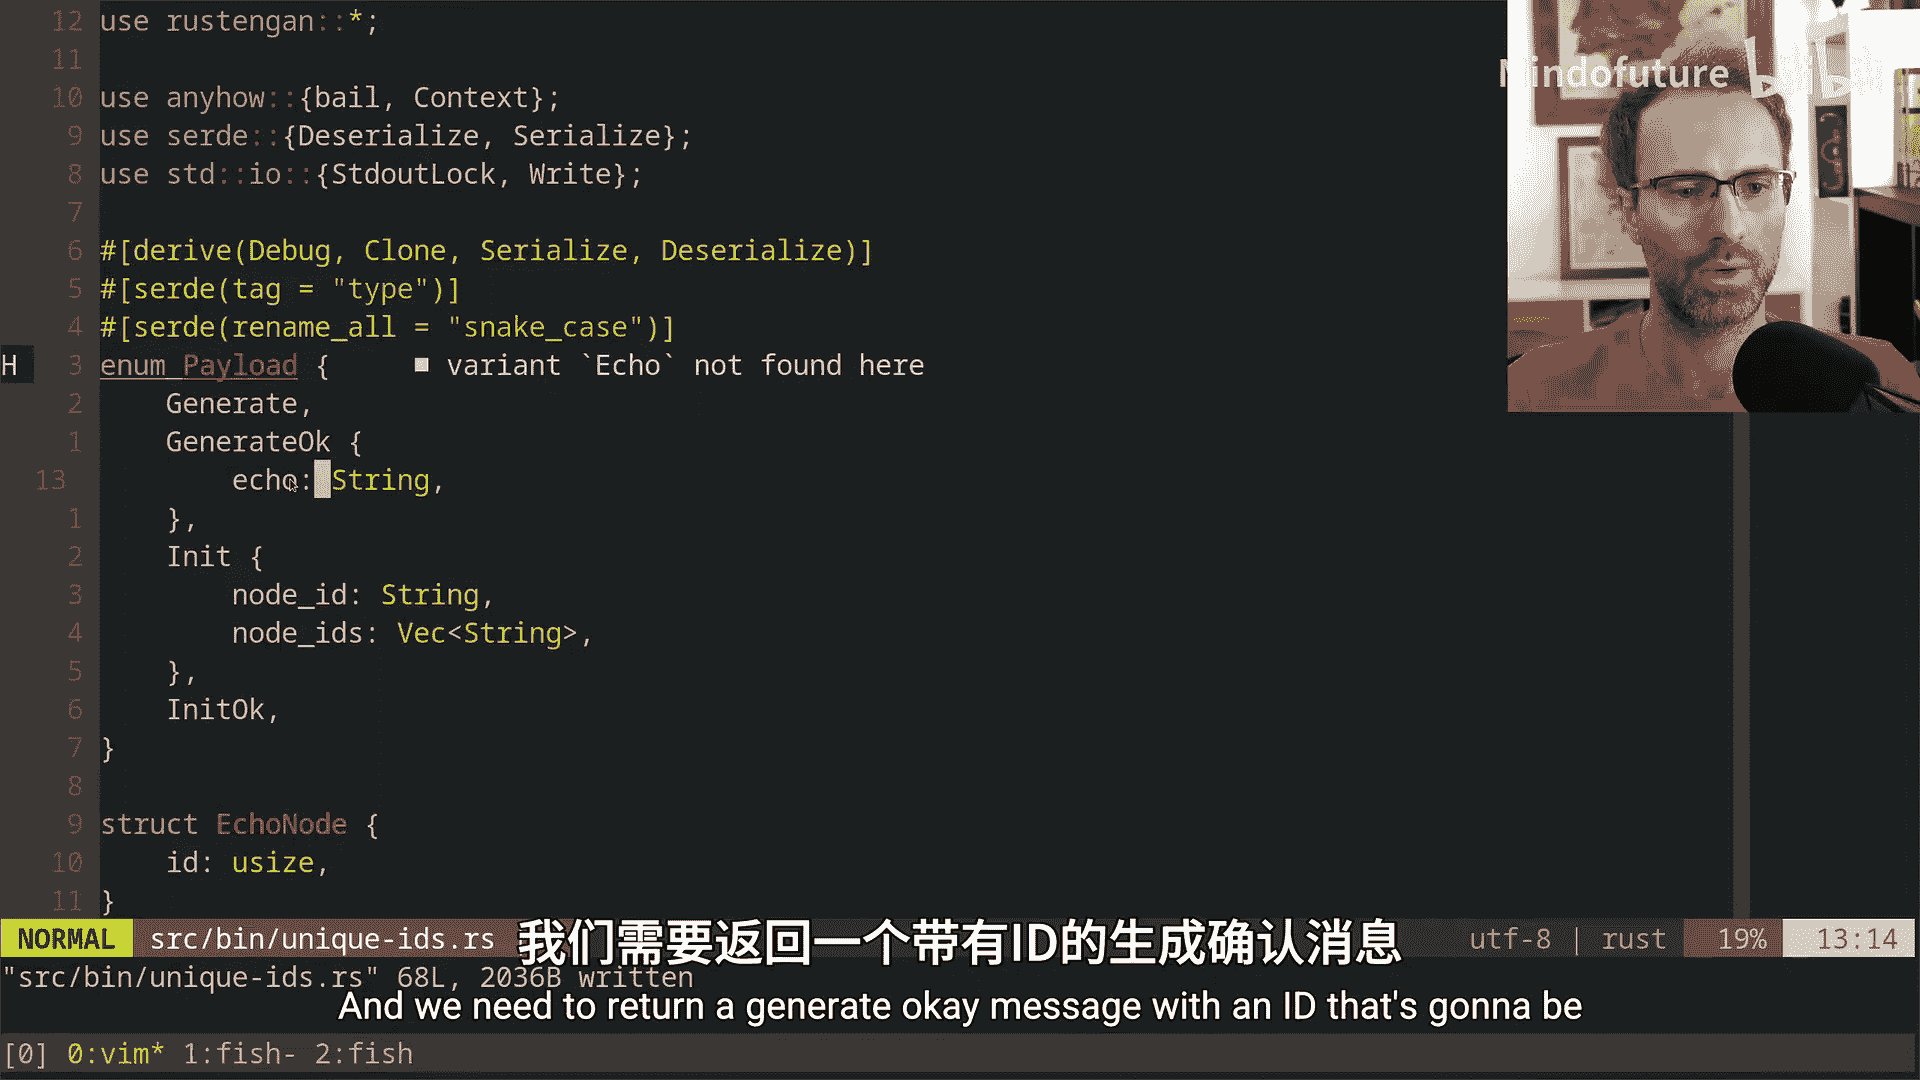 12 use rustengan::*;
11
10 use anyhow::{bail, Context};
9 use serde::{Deserialize, Serialize};
8 use std::io::{StdoutLock, Write};
7
6 #[derive(Debug, Clone, Serialize, Deserialize)]
5 #[serde(tag = "type")]
4 #[serde(rename_all = "snake_case")]
H 3 enum Payload { ■ variant `Echo` not found here
2 Generate,
1 GenerateOk {
13 echo: String,
1 },
2 Init {
3 node_id: String,
4 node_ids: Vec<String>,
5 },
6 InitOk,
7 }
8
9 struct EchoNode {
10 id: usize,
11 }
Mindofuture bilibili
NORMAL src/bin/unique-ids.rs utf-8 | rust 19% 13:14
我们需要返回一个带有ID的生成确认消息
"src/bin/unique-ids.rs" 68L, 2036B written
And we need to return a generate okay message with an ID that's gonna be
[0] 0:vim* 1:fish- 2:fish